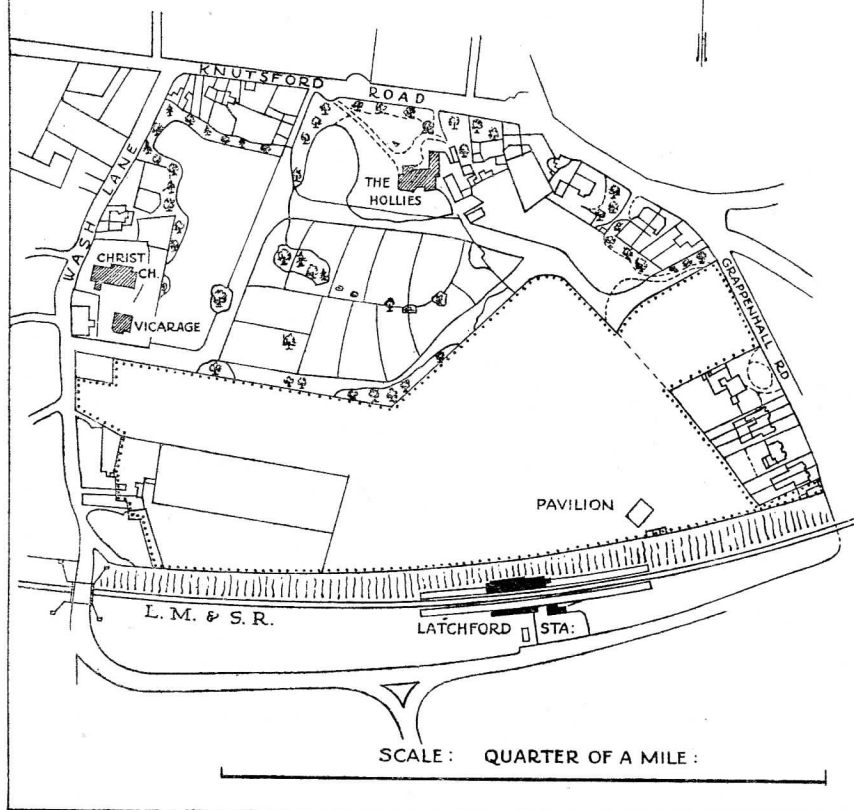 KNUTSFORD ROAD
WASH LANE
THE
HOLLIES
CHRIST
CH.
VICARAGE
GRAPPENHALL RD
PAVILION
L. M. & S. R.
LATCHFORD STA:
SCALE: QUARTER OF A MILE: